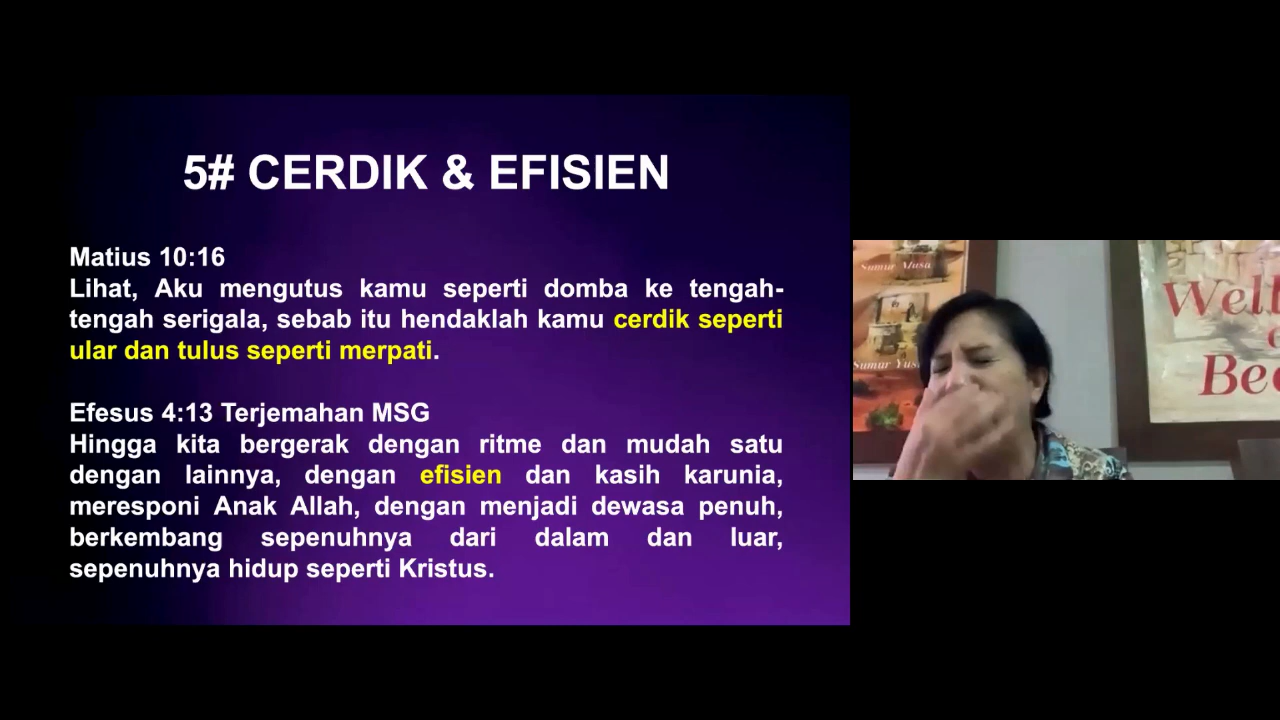 5# CERDIK & EFISIEN
Matius 10:16
Lihat, Aku mengutus kamu seperti domba ke tengah-
tengah serigala, sebab itu hendaklah kamu cerdik seperti
ular dan tulus seperti merpati.
Efesus 4:13 Terjemahan MSG
Hingga kita bergerak dengan ritme dan mudah satu
dengan lainnya, dengan efisien dan kasih karunia,
meresponi Anak Allah, dengan menjadi dewasa penuh,
berkembang sepenuhnya dari dalam dan luar,
sepenuhnya hidup seperti Kristus.
Sumur Musa
Sumur